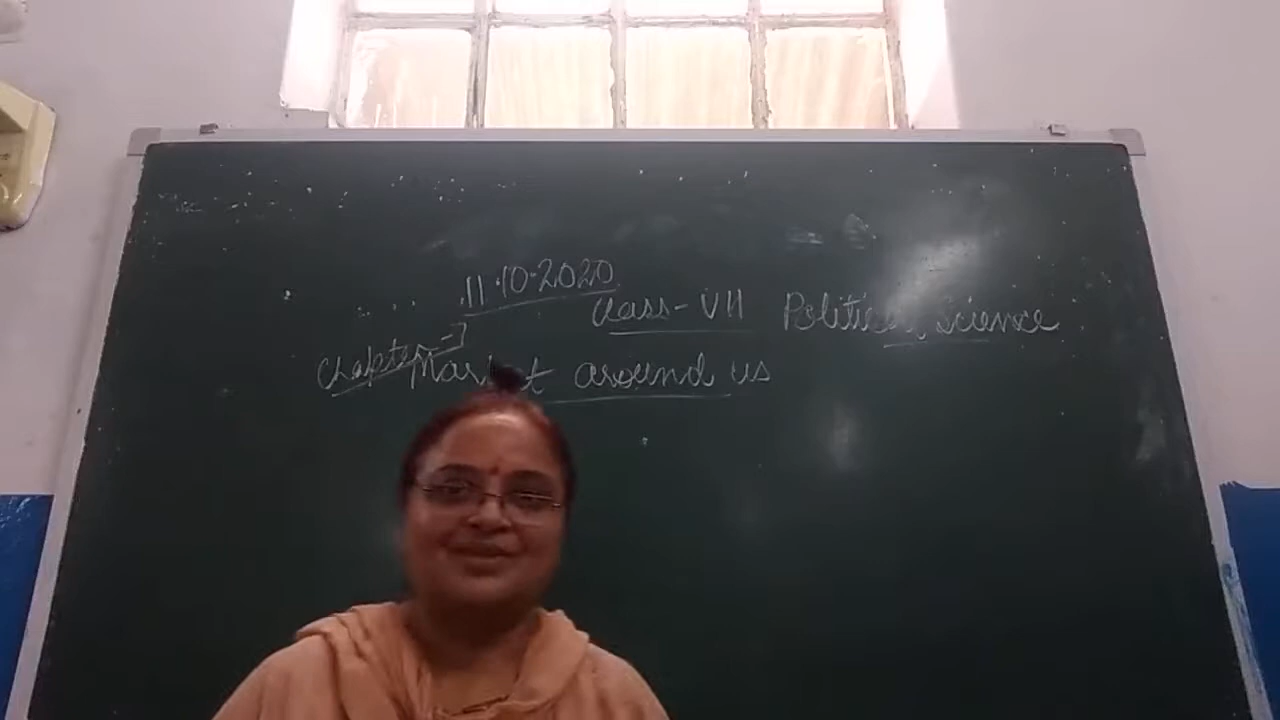 11.10.2020
Class-VII Political Science
Chapter-7
Market around us